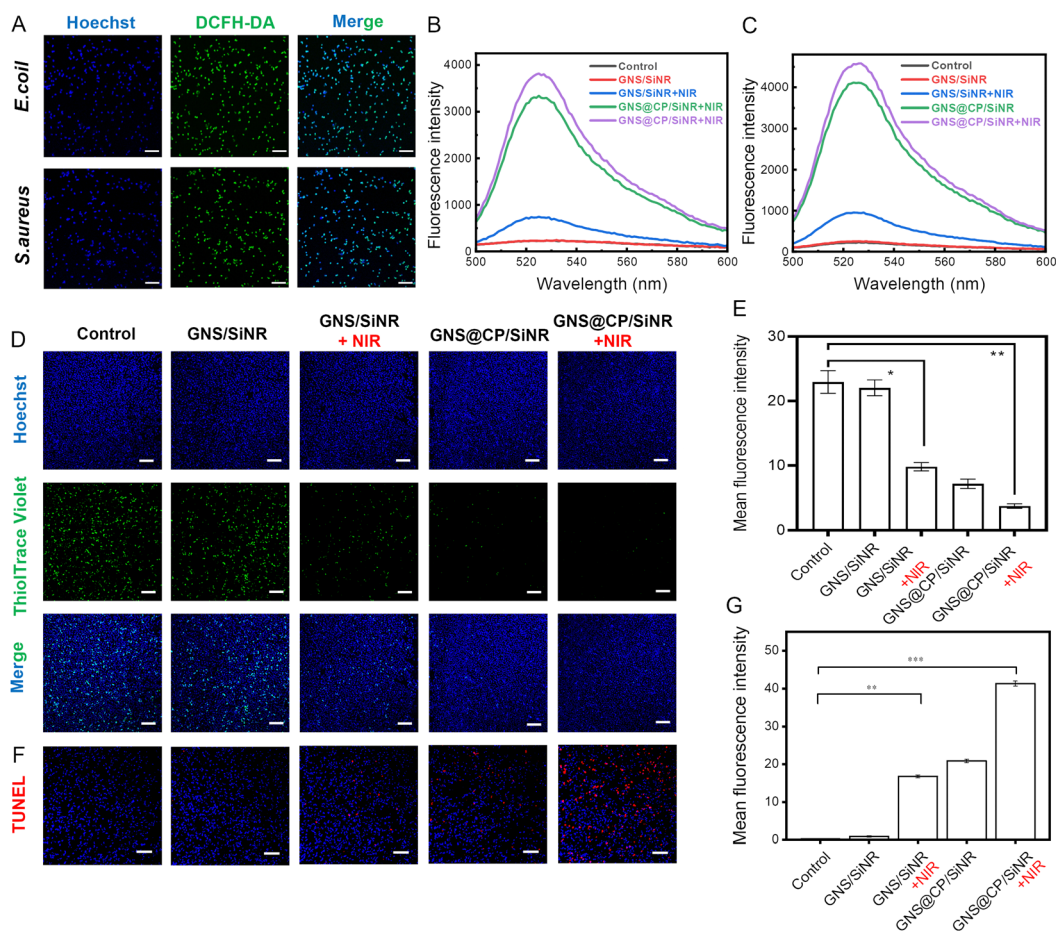 A
Hoechst
DCFH-DA
Merge
E.coil
S.aureus
B
Fluorescence intensity
4000
3000
2000
1000
0
500
520
540
560
580
600
Wavelength (nm)
Control
GNS/SiNR
GNS/SiNR+NIR
GNS@CP/SiNR+NIR
GNS@CP/SiNR+NIR
C
Fluorescence intensity
4000
3000
2000
1000
0
500
520
540
560
580
600
Wavelength (nm)
Control
GNS/SiNR
GNS/SiNR+NIR
GNS@CP/SiNR
GNS@CP/SiNR+NIR
D
Control
GNS/SiNR
GNS/SiNR
+ NIR
GNS@CP/SiNR
GNS@CP/SiNR
+NIR
Hoechst
ThiolTrace Violet
Merge
F
TUNEL
E
Mean fluorescence intensity
30
20
10
0
*
**
Control
GNS/SiNR
GNS/SiNR
+NIR
GNS@CP/SiNR
GNS@CP/SiNR
+NIR
G
Mean fluorescence intensity
50
40
30
20
10
0
**
***
Control
GNS/SiNR
GNS/SiNR
+NIR
GNS@CP/SiNR
GNS@CP/SiNR
+NIR